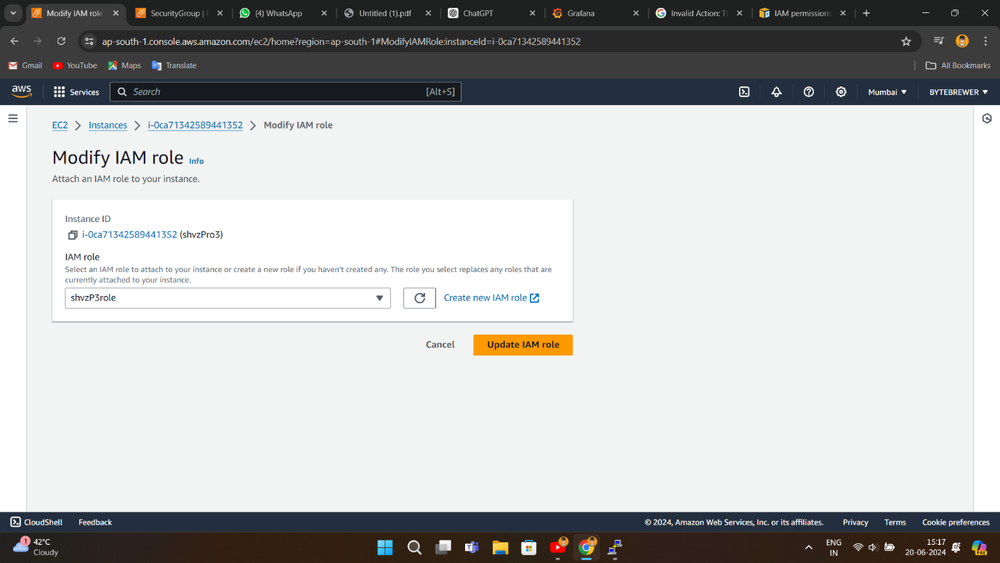 Modify IAM role
SecurityGroup |
(4) WhatsApp
Untitled (1).pdf
ChatGPT
Grafana
Invalid Action: Th
IAM permissions
ap-south-1.console.aws.amazon.com/ec2/home?region=ap-south-1#ModifyIAMRole:instanceId=i-0ca71342589441352
Gmail
YouTube
Maps
Translate
All Bookmarks
aws
Services
Search
[Alt+S]
Mumbai
BYTEBREWER
EC2
Instances
i-0ca71342589441352
Modify IAM role
Modify IAM role Info
Attach an IAM role to your instance.
Instance ID
i-0ca71342589441352 (shvzPro3)
IAM role
Select an IAM role to attach to your instance or create a new role if you haven't created any. The role you select replaces any roles that are
currently attached to your instance.
shvzP3role
Create new IAM role
Cancel
Update IAM role
CloudShell
Feedback
© 2024, Amazon Web Services, Inc. or its affiliates.
Privacy
Terms
Cookie preferences
1
42°C
Cloudy
ENG
IN
15:17
20-06-2024
PRE